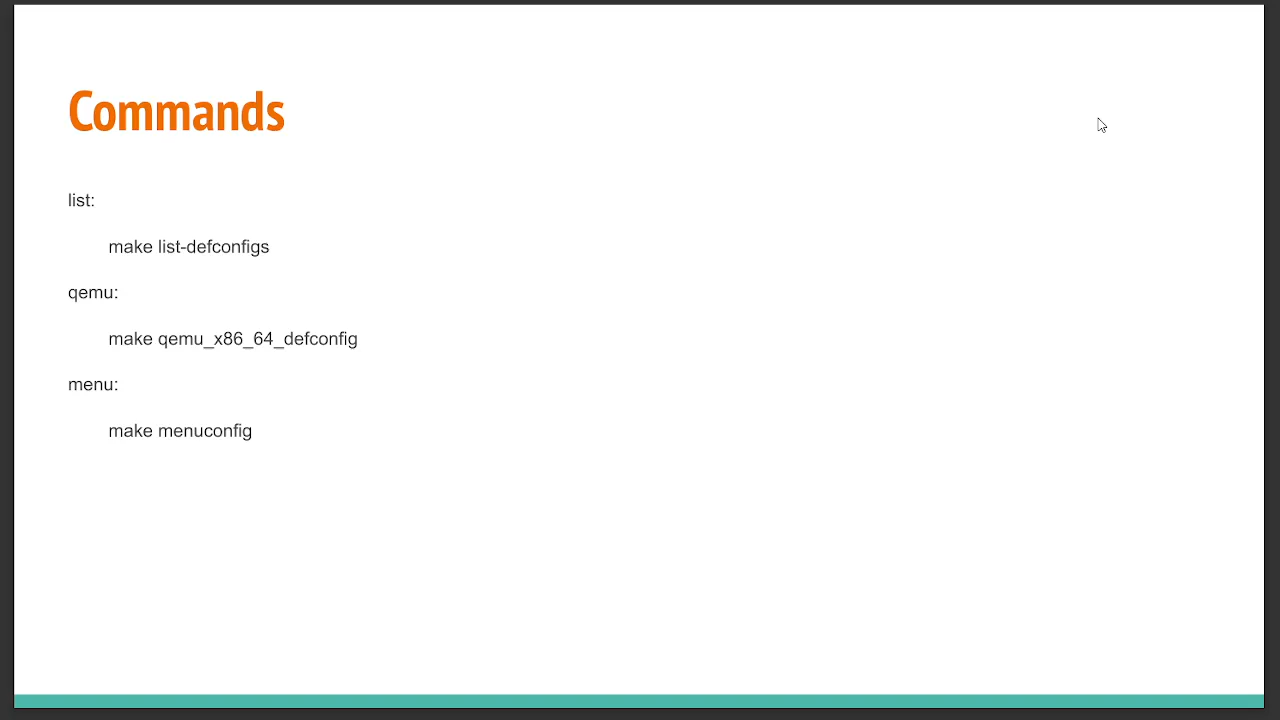 Commands
list:
make list-defconfigs
qemu:
make qemu_x86_64_defconfig
menu:
make menuconfig